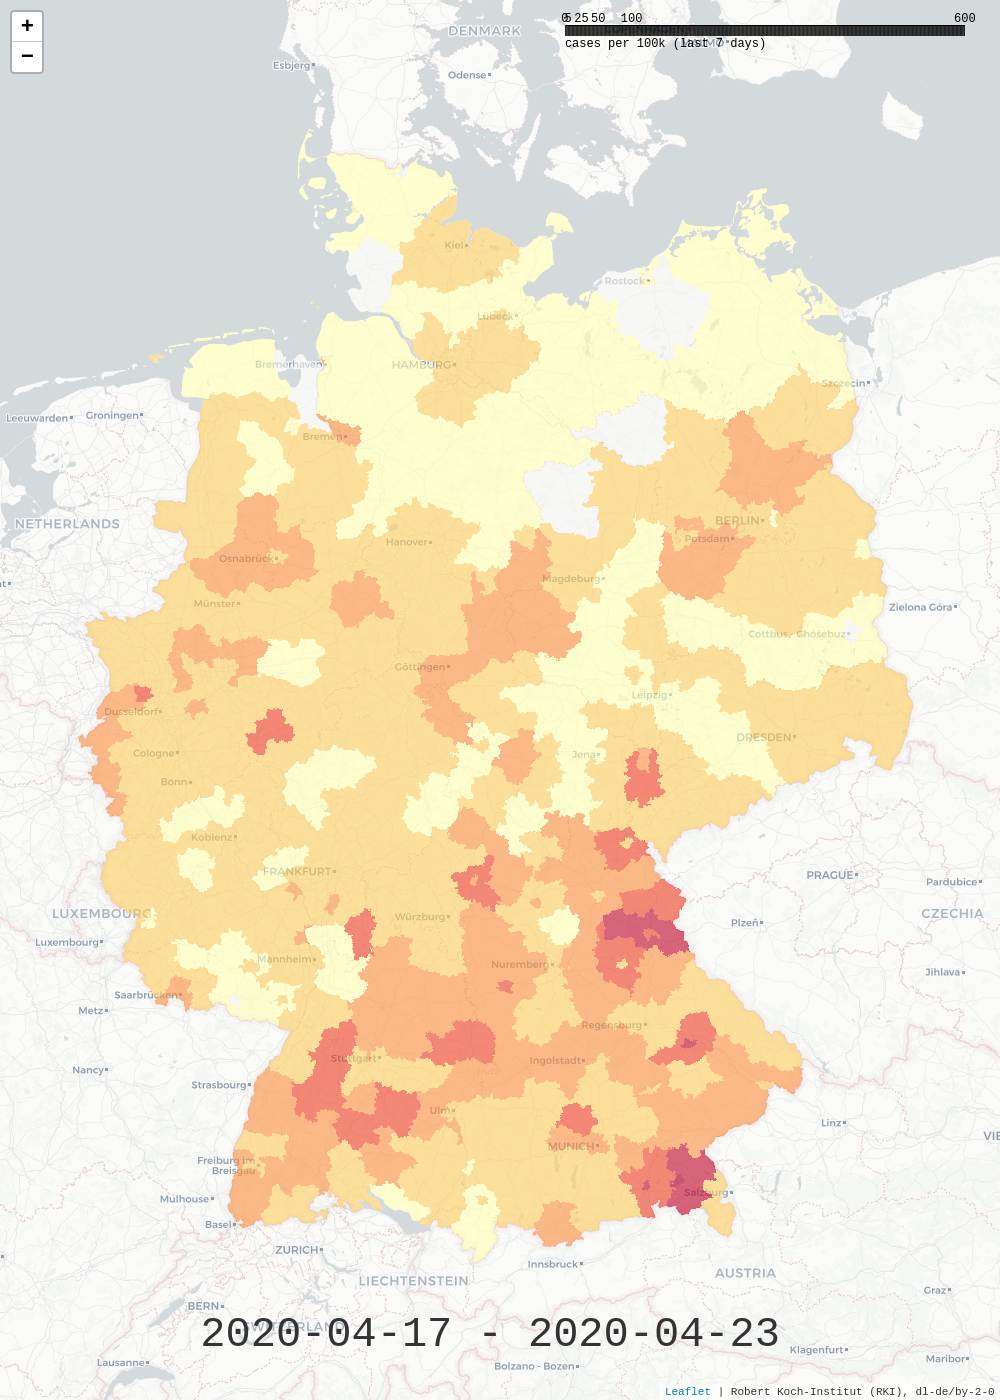 +
−
0 5 25 50 100 600
cases per 100k (last 7 days)
DENMARK
Esbjerg
Odense
Kiel
Rostock
Lübeck
Bremerhaven
HAMBURG
Szczecin
Leeuwarden
Groningen
Bremen
NETHERLANDS
BERLIN
Potsdam
Hanover
Osnabrück
Magdeburg
Münster
Zielona Góra
Cottbus - Chóśebuz
Göttingen
Leipzig
Dusseldorf
DRESDEN
Cologne
Jena
Bonn
Koblenz
FRANKFURT
PRAGUE
Pardubice
LUXEMBOURG
Würzburg
CZECHIA
Plzeň
Luxembourg
Mannheim
Nuremberg
Jihlava
Saarbrücken
Metz
Regensburg
Stuttgart
Ingolstadt
Nancy
Strasbourg
Ulm
Linz
VIE
MUNICH
Freiburg im
Breisgau
Mulhouse
Salzburg
Basel
ZURICH
Innsbruck
LIECHTENSTEIN
AUSTRIA
Graz
BERN
SWITZERLAND
2020-04-17 - 2020-04-23
Klagenfurt
Lausanne
Bolzano - Bozen
Maribor
Leaflet | Robert Koch-Institut (RKI), dl-de/by-2-0